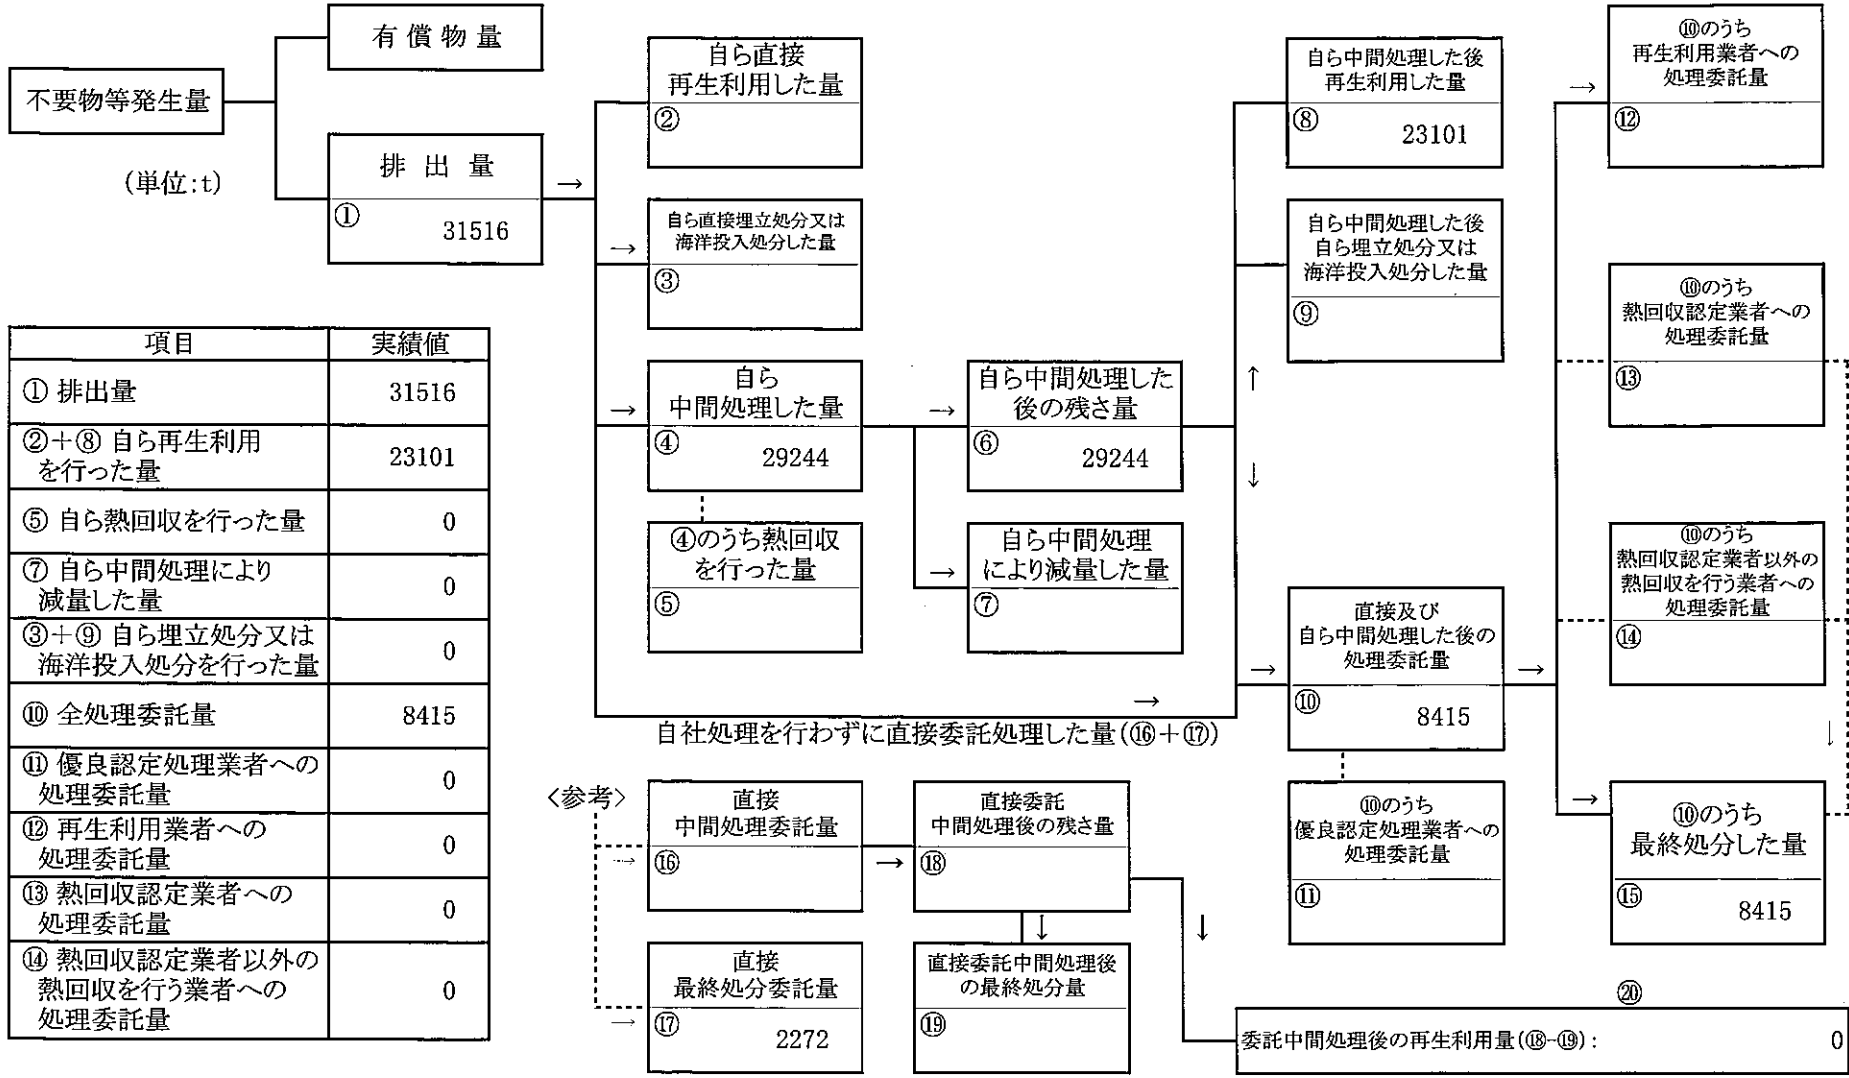 有償物量
不要物等発生量
(単位:t)
排出量
①
31516
→
自ら直接
再生利用した量
②
→
自ら直接埋立処分又は
海洋投入処分した量
③
→
自ら
中間処理した量
④
29244
④のうち熱回収
を行った量
⑤
→
自ら中間処理した
後の残さ量
⑥
29244
→
自ら中間処理
により減量した量
⑦
↑
↓
自ら中間処理した後
再生利用した量
⑧
23101
自ら中間処理した後
自ら埋立処分又は
海洋投入処分した量
⑨
→
自社処理を行わずに直接委託処理した量(⑯+⑰)
→
直接及び
自ら中間処理した後の
処理委託量
⑩
8415
→
⑩のうち
優良認定処理業者への
処理委託量
⑪
→
⑩のうち
再生利用業者への
処理委託量
⑫
⑩のうち
熱回収認定業者への
処理委託量
⑬
⑩のうち
熱回収認定業者以外の
熱回収を行う業者への
処理委託量
⑭
↓
→
⑩のうち
最終処分した量
⑮
8415
項目 実績値
① 排出量 31516
②+⑧ 自ら再生利用
を行った量 23101
⑤ 自ら熱回収を行った量 0
⑦ 自ら中間処理により
減量した量 0
③+⑨ 自ら埋立処分又は
海洋投入処分を行った量 0
⑩ 全処理委託量 8415
⑪ 優良認定処理業者への
処理委託量 0
⑫ 再生利用業者への
処理委託量 0
⑬ 熱回収認定業者への
処理委託量 0
⑭ 熱回収認定業者以外の
熱回収を行う業者への
処理委託量 0
〈参考〉
→
直接
中間処理委託量
⑯
→
直接委託
中間処理後の残さ量
⑱
→
直接
最終処分委託量
⑰
2272
↓
直接委託中間処理後
の最終処分量
⑲
↓
⑳
委託中間処理後の再生利用量(⑱-⑲): 0